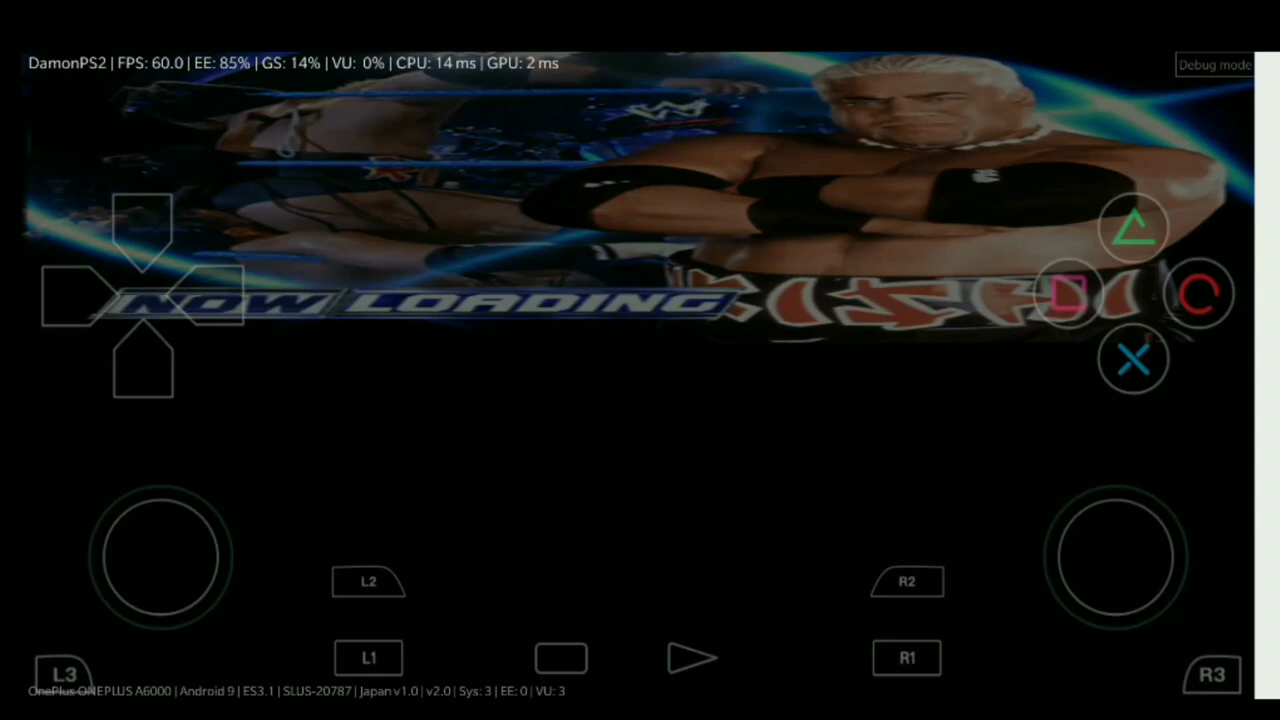 DamonPS2 | FPS: 60.0 | EE: 85% | GS: 14% | VU: 0% | CPU: 14 ms | GPU: 2 ms
Debug mode
NOW LOADING
L2
R2
L1
R1
L3
R3
OnePlus ONEPLUS A6000 | Android 9 | ES3.1 | SLUS-20787 | Japan v1.0 | v2.0 | Sys: 3 | EE: 0 | VU: 3